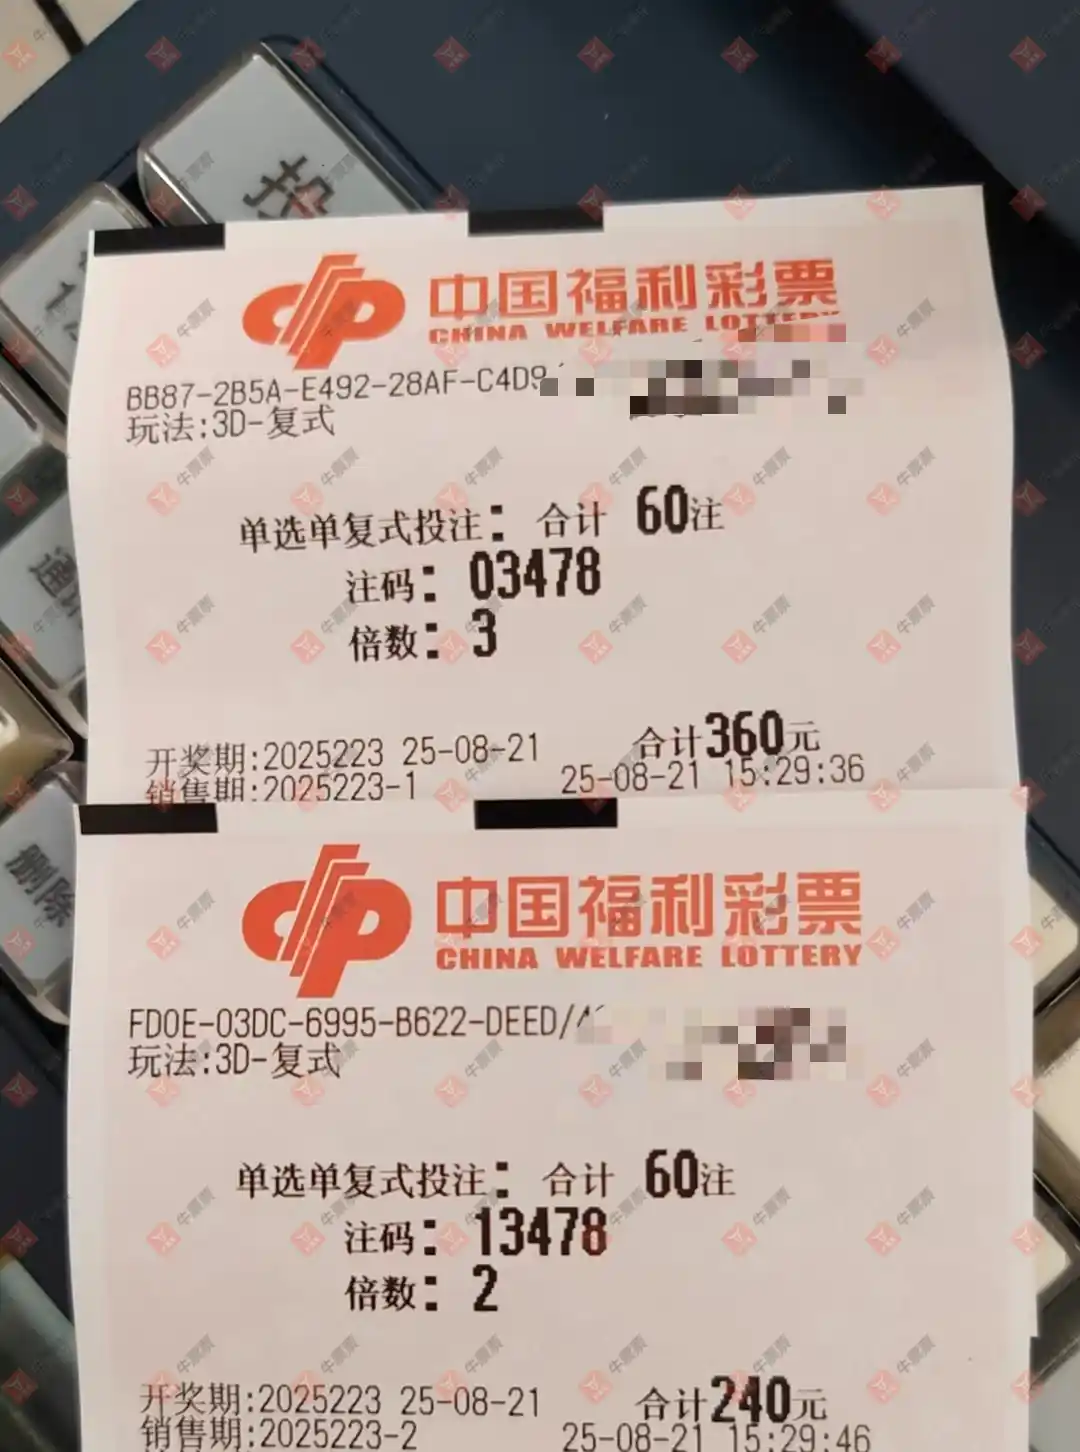 投
中国福利彩票
CHINA WELFARE LOTTERY
BB87-2B5A-E492-28AF-C4D9
玩法:3D-复式
单选单复式投注: 合计 60注
注码: 03478
倍数: 3
合计360元
开奖期:2025223 25-08-21
销售期:2025223-1 25-08-21 15:29:36
删除
中国福利彩票
CHINA WELFARE LOTTERY
FD0E-03DC-6995-B622-DEED/
玩法:3D-复式
单选单复式投注: 合计 60注
注码: 13478
倍数: 2
开奖期:2025223 25-08-21 合计240元
销售期:2025223-2 25-08-21 15:29:46
牛票票